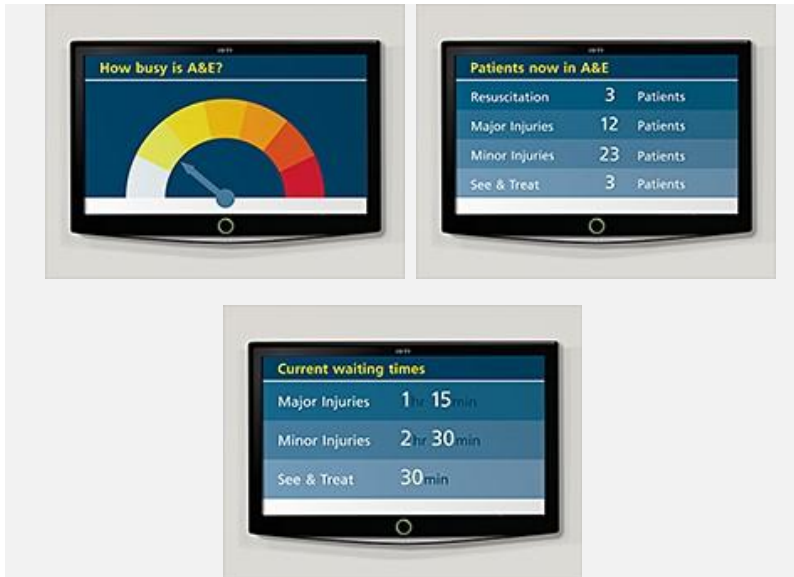 How busy is A&E?
Patients now in A&E
Resuscitation 3 Patients
Major Injuries 12 Patients
Minor Injuries 23 Patients
See & Treat 3 Patients
Current waiting times
Major Injuries 1hr 15min
Minor Injuries 2hr 30min
See & Treat 30min